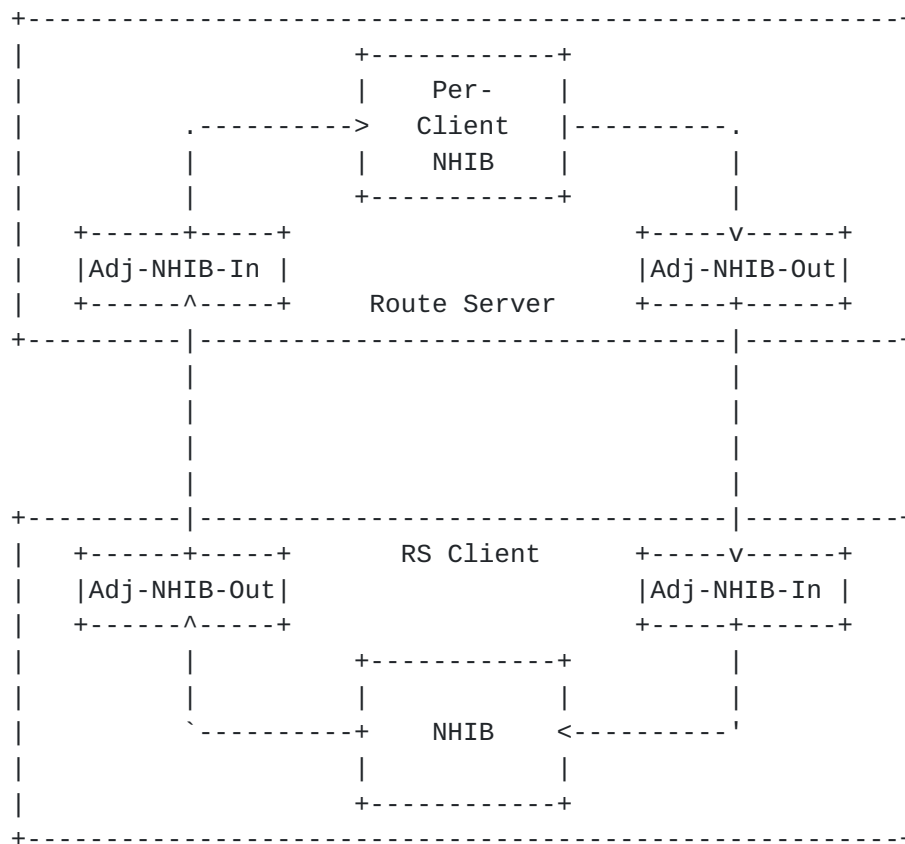 Per-
Client
NHIB
Adj-NHIB-In
Adj-NHIB-Out
Route Server
RS Client
Adj-NHIB-Out
Adj-NHIB-In
NHIB